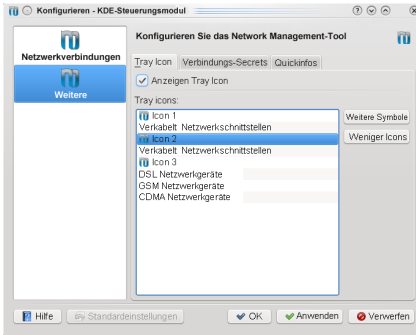 Konfigurieren - KDE-Steuerungsmodul
Netzwerkverbindungen
Weitere
Konfigurieren Sie das Network Management-Tool
Tray Icon
Verbindungs-Secrets
Quickinfos
Anzeigen Tray Icon
Tray icons:
Icon 1
Verkabelt Netzwerkschnittstellen
Icon 2
Verkabelt Netzwerkschnittstellen
Icon 3
DSL Netzwerkgeräte
GSM Netzwerkgeräte
CDMA Netzwerkgeräte
Weitere Symbole
Weniger Icons
Hilfe
Standardeinstellungen
OK
Anwenden
Verwerfen